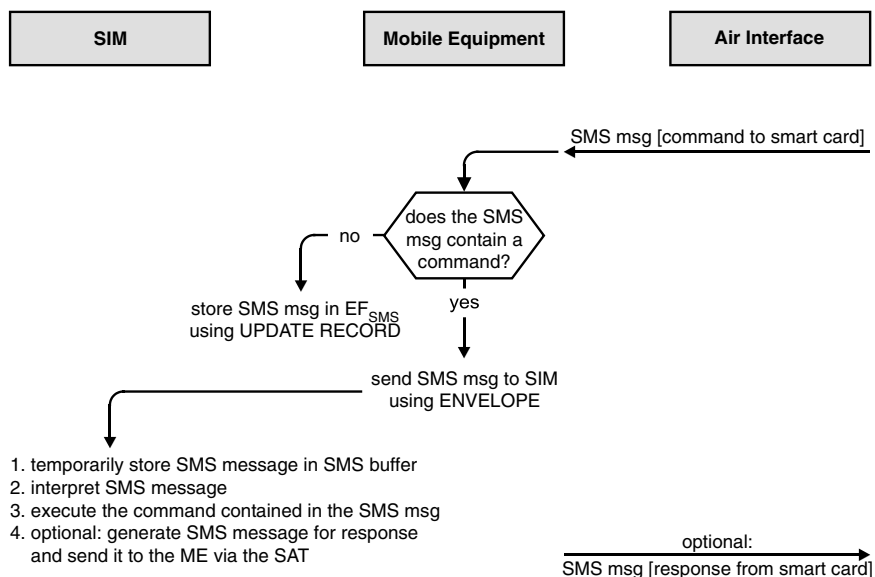 SIM
Mobile Equipment
Air Interface
SMS msg [command to smart card]
does the SMS
msg contain a
command?
no
yes
store SMS msg in EFSMS
using UPDATE RECORD
send SMS msg to SIM
using ENVELOPE
1. temporarily store SMS message in SMS buffer
2. interpret SMS message
3. execute the command contained in the SMS msg
4. optional: generate SMS message for response
and send it to the ME via the SAT
optional:
SMS msg [response from smart card]